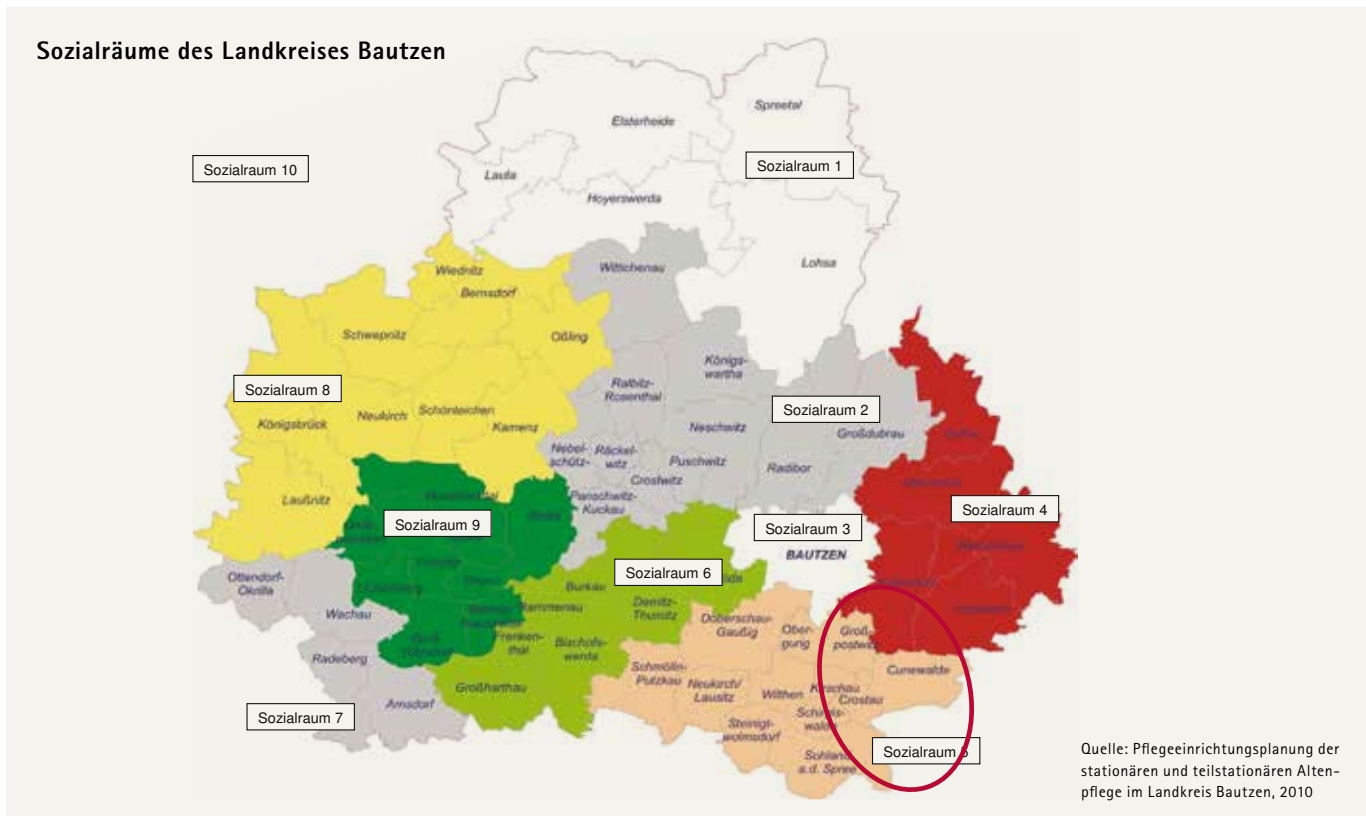 Sozialräume des Landkreises Bautzen
Spreetal
Elsterheide
Sozialraum 10
Sozialraum 1
Lauta
Hoyerswerda
Lohsa
Wittichenau
Wiednitz
Bernsdorf
Schwepnitz
Oßling
Königs-
wartha
Ralbitz-
Rosenthal
Sozialraum 8
Sozialraum 2
Königsbrück
Neukirch
Schönteichen
Kamenz
Neschwitz
Großdubrau
Nebel-
schütz-
Räckel-
witz
Puschwitz
Radibor
Crostwitz
Laußnitz
Panschwitz-
Kuckau
Sozialraum 4
Sozialraum 9
Sozialraum 3
BAUTZEN
Sozialraum 6
Ottendorf-
Okrilla
Burkau
Wachau
Demitz-
Thumitz
Rammenau
Franken-
thal
Bischofs-
werda
Radeberg
Doberschau-
Gaußig
Ober-
gurig
Groß-
postwitz
Cunewalde
Großharthau
Schmölln-
Putzkau
Neukirch/
Lausitz
Wilthen
Kirschau
Crostau
Arnsdorf
Schirgis-
walde
Steinigt-
wolmsdorf
Sozialraum 7
Sohland
a.d. Spree
Sozialraum 5
Quelle: Pflegeeinrichtungsplanung der
stationären und teilstationären Alten-
pflege im Landkreis Bautzen, 2010